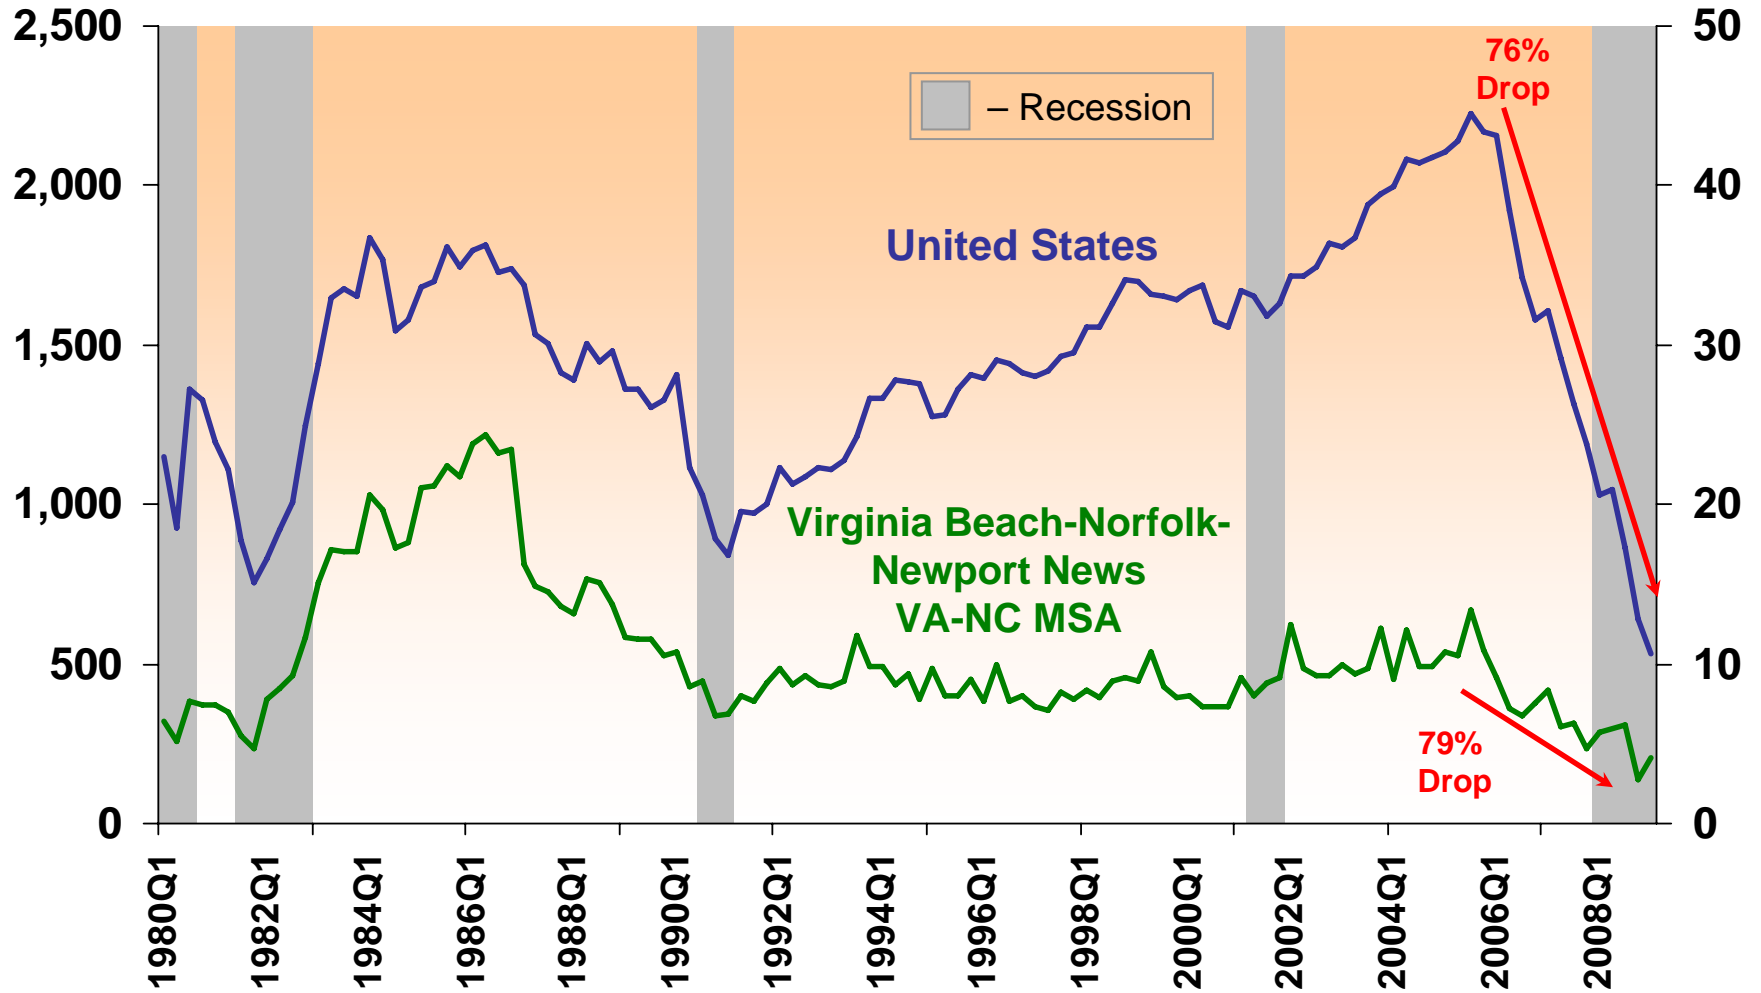 2,500
50
76%
Drop
– Recession
2,000
40
United States
1,500
30
1,000
20
Virginia Beach-Norfolk-
Newport News
VA-NC MSA
500
10
79%
Drop
0
0
1980Q1
1982Q1
1984Q1
1986Q1
1988Q1
1990Q1
1992Q1
1994Q1
1996Q1
1998Q1
2000Q1
2002Q1
2004Q1
2006Q1
2008Q1